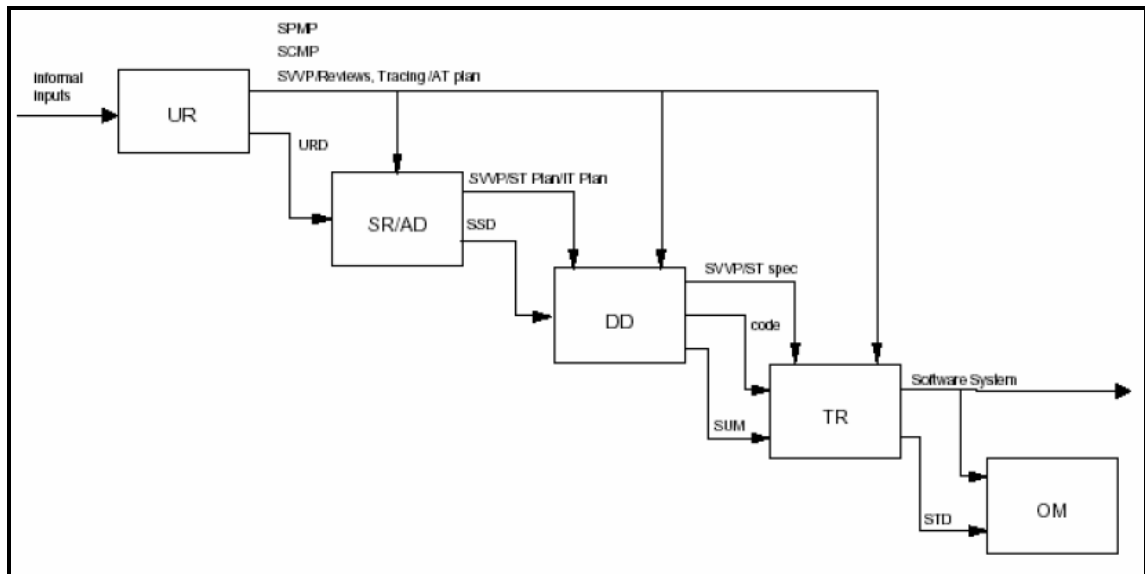 SPMP
SCMP
SVVP/Reviews, Tracing /AT plan
informal
inputs
UR
URD
SVVP/ST Plan/IT Plan
SR/AD
SSD
SVVP/ST spec
DD
code
Software System
TR
SUM
STD
OM